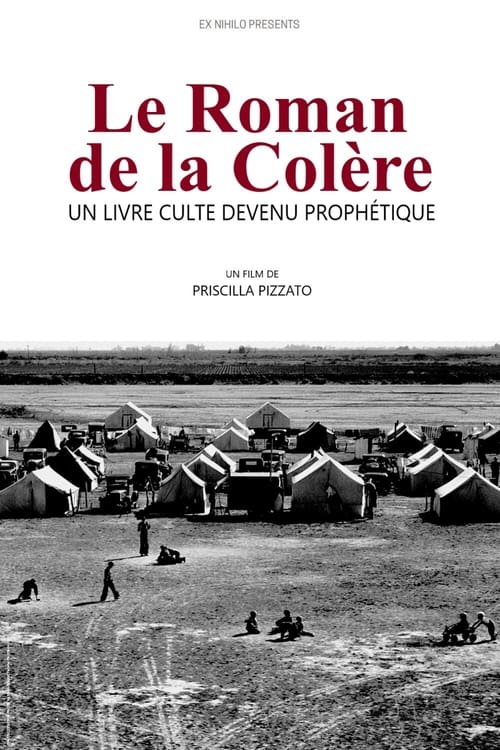 EX NIHILO PRESENTS
Le Roman
de la Colère
UN LIVRE CULTE DEVENU PROPHÉTIQUE
UN FILM DE
PRISCILLA PIZZATO